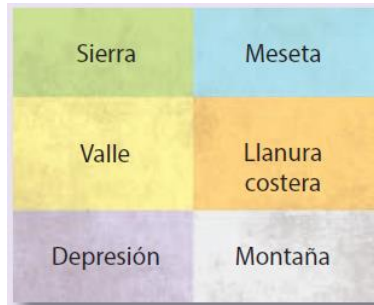 Sierra
Meseta
Valle
Llanura
costera
Depresión
Montaña